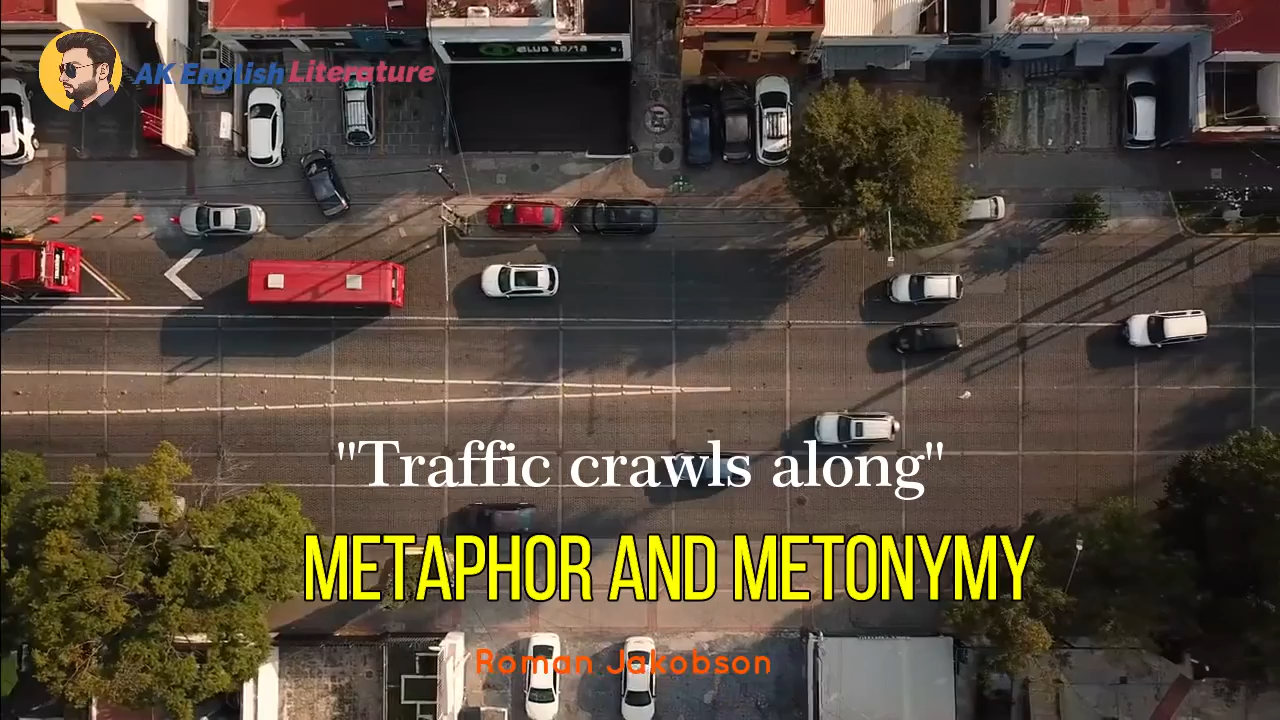 AK English Literature
"Traffic crawls along"
METAPHOR AND METONYMY
Roman Jakobson